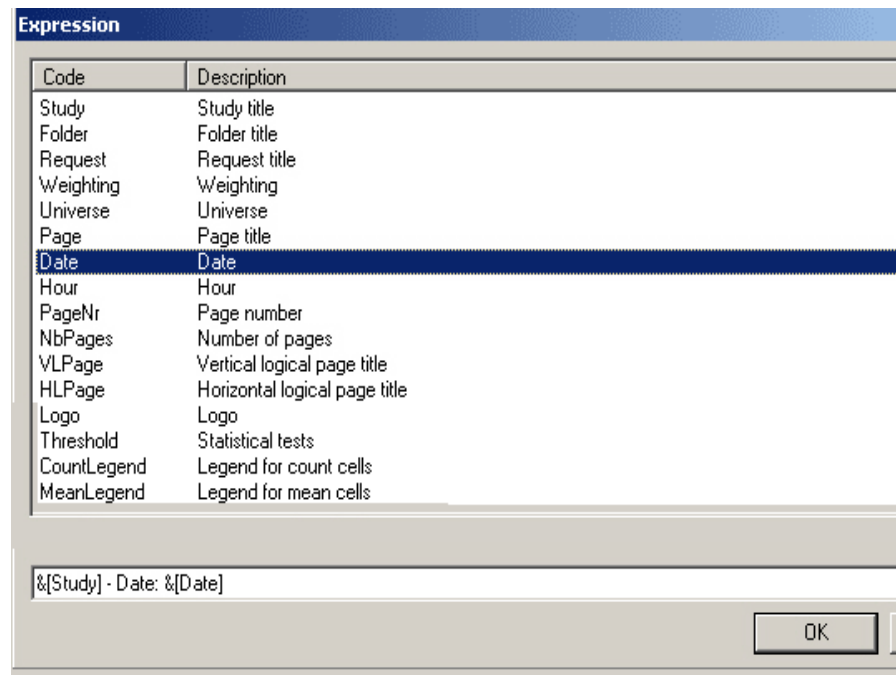 Expression
Code Description
Study Study title
Folder Folder title
Request Request title
Weighting Weighting
Universe Universe
Page Page title
Date Date
Hour Hour
PageNr Page number
NbPages Number of pages
VLPage Vertical logical page title
HLPage Horizontal logical page title
Logo Logo
Threshold Statistical tests
CountLegend Legend for count cells
MeanLegend Legend for mean cells
&[Study] - Date: &[Date]
OK